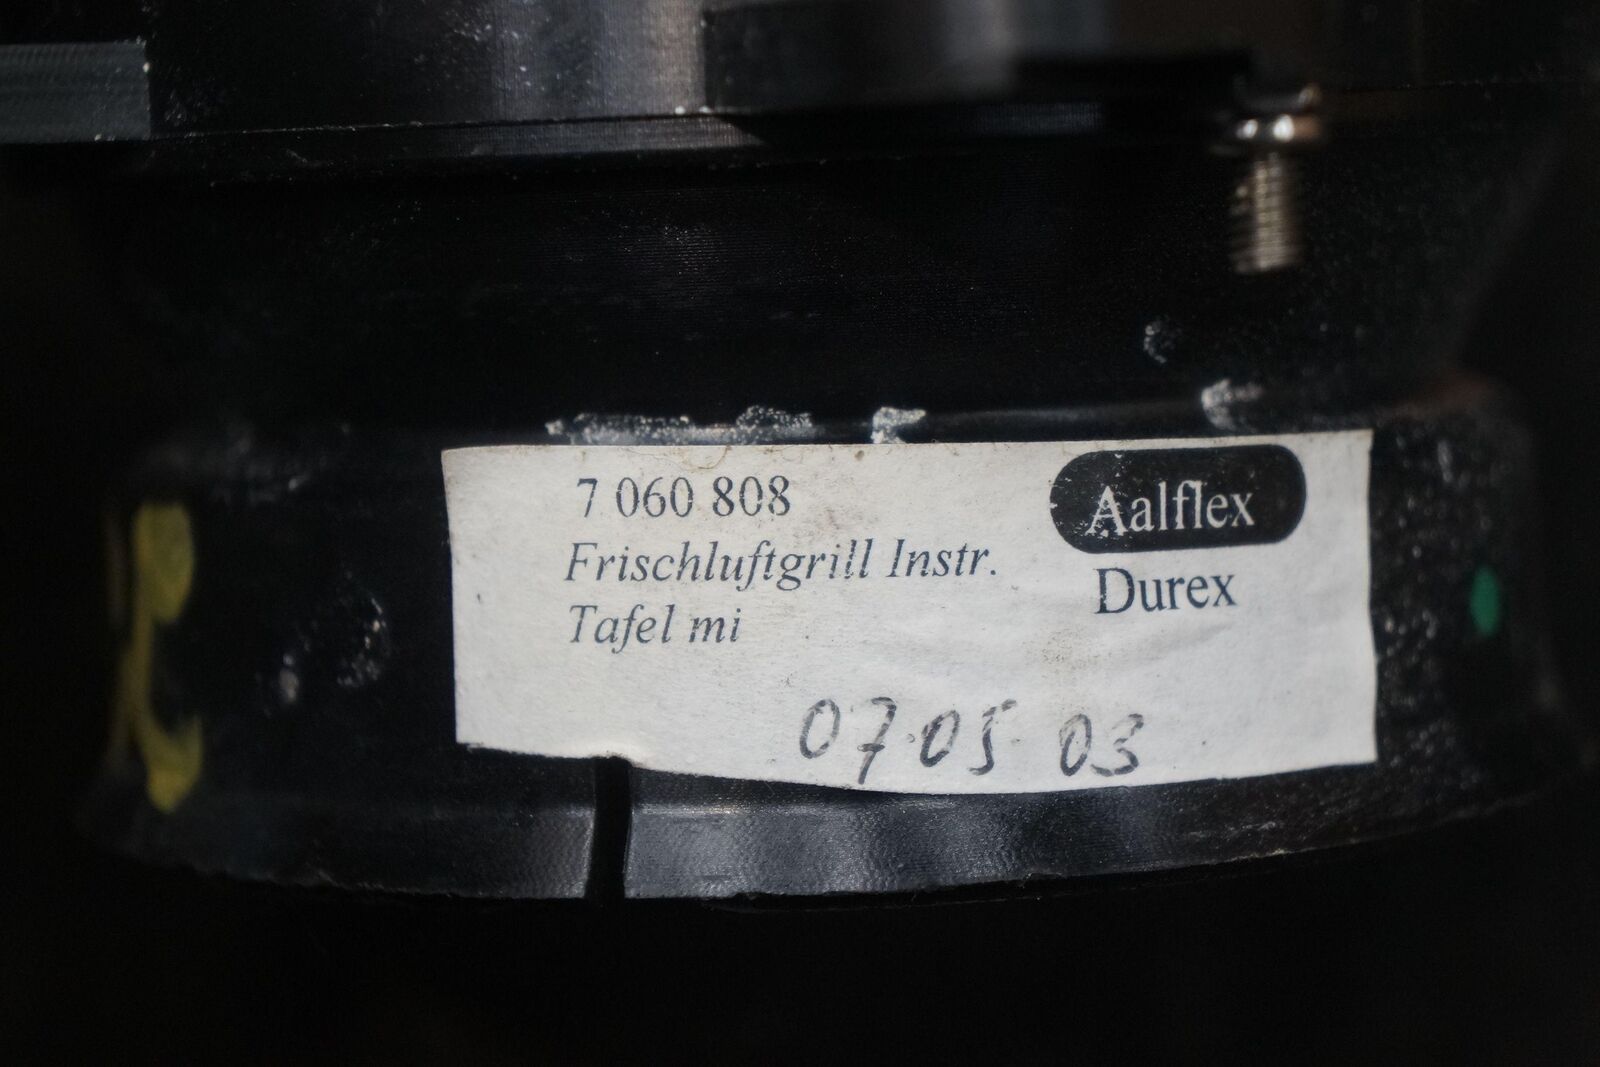 7 060 808
Frischluftgrill Instr.
Tafel mi
Aalflex
Durex
07.05.03